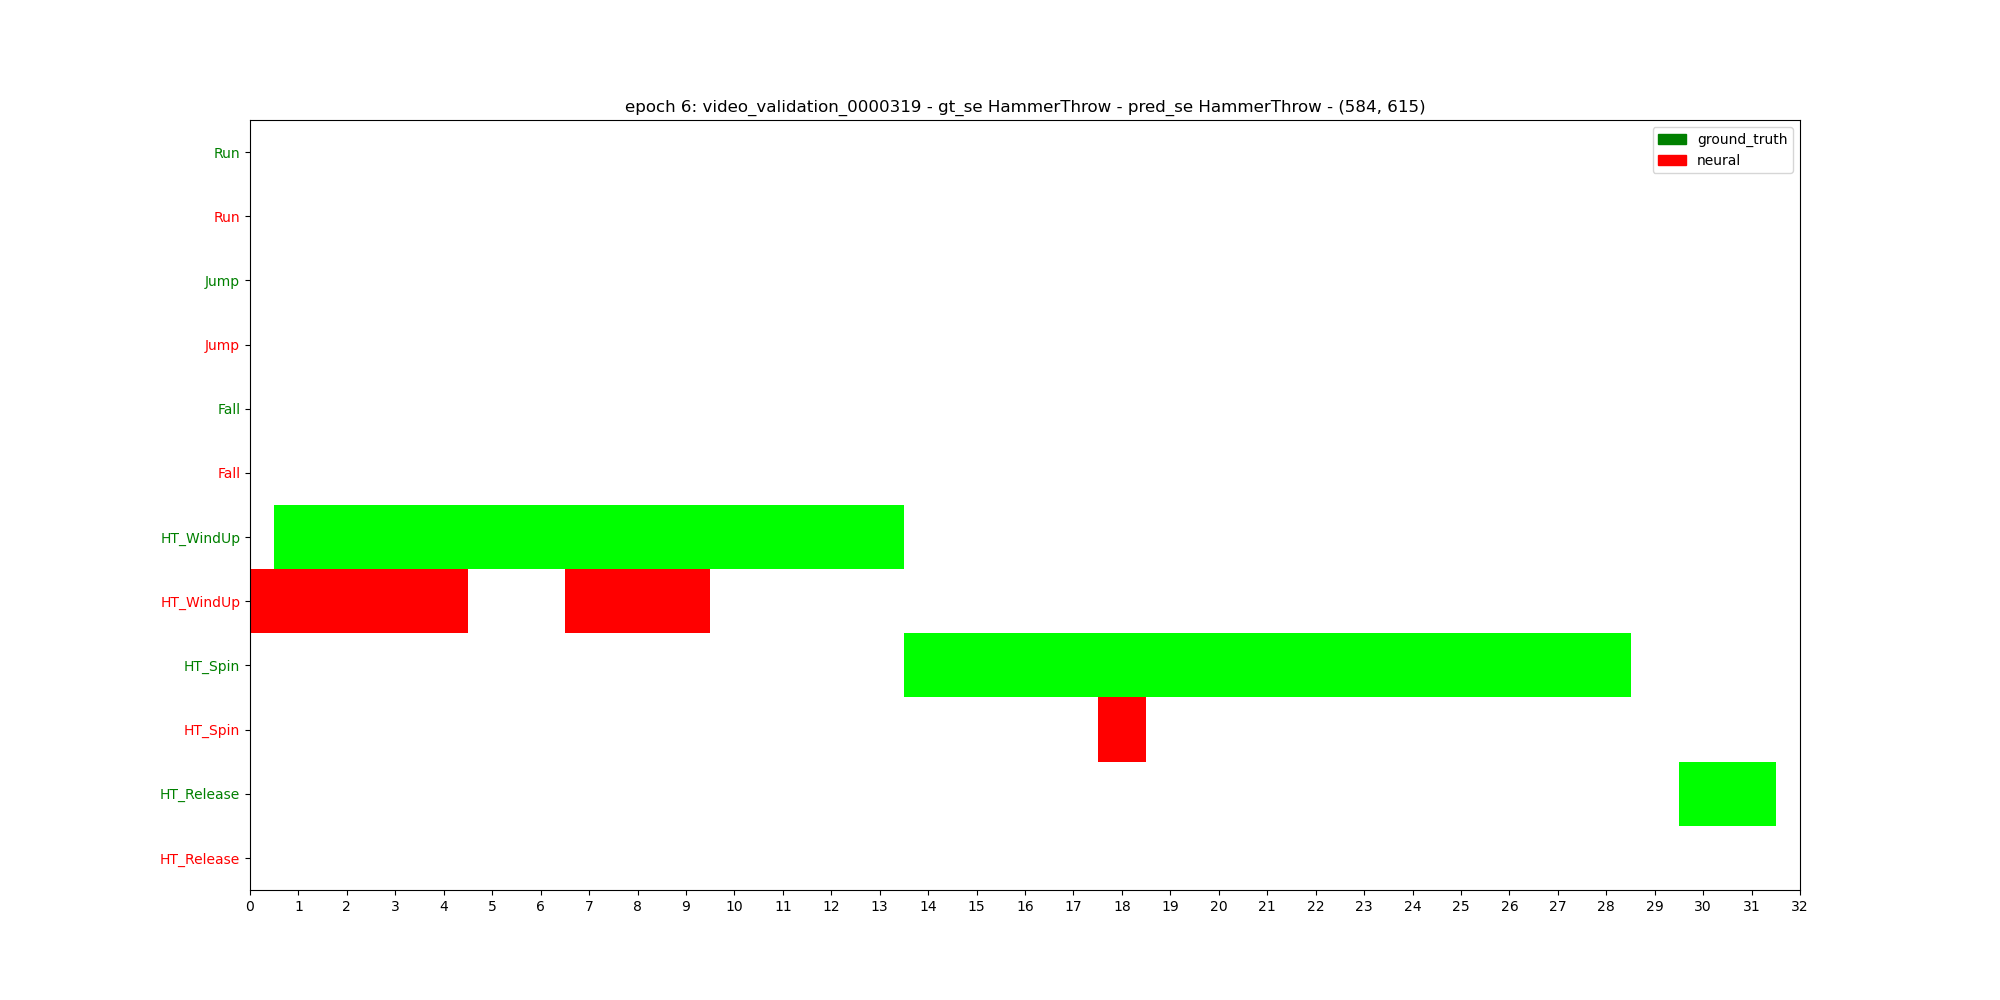 epoch 6: video_validation_0000319 - gt_se HammerThrow - pred_se HammerThrow - (584, 615)
ground_truth
neural
Run
Run
Jump
Jump
Fall
Fall
HT_WindUp
HT_WindUp
HT_Spin
HT_Spin
HT_Release
HT_Release
0 1 2 3 4 5 6 7 8 9 10 11 12 13 14 15 16 17 18 19 20 21 22 23 24 25 26 27 28 29 30 31 32